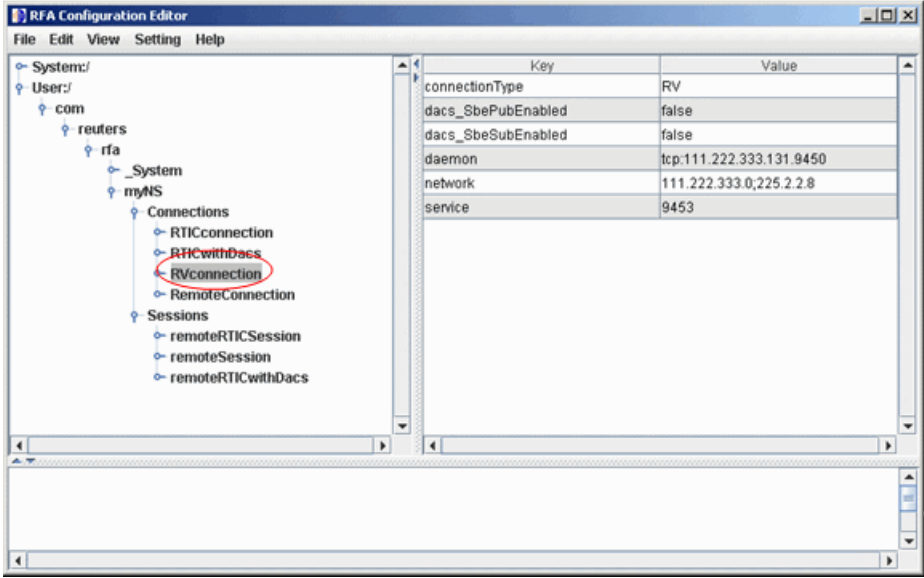 RFA Configuration Editor
File Edit View Setting Help
System:/
User:/
com
reuters
rfa
_System
myNS
Connections
RTICconnection
RTICwithDacs
RVconnection
RemoteConnection
Sessions
remoteRTICSession
remoteSession
remoteRTICwithDacs
Key Value
connectionType RV
dacs_SbePubEnabled false
dacs_SbeSubEnabled false
daemon tcp:111.222.333.131.9450
network 111.222.333.0;225.2.2.8
service 9453